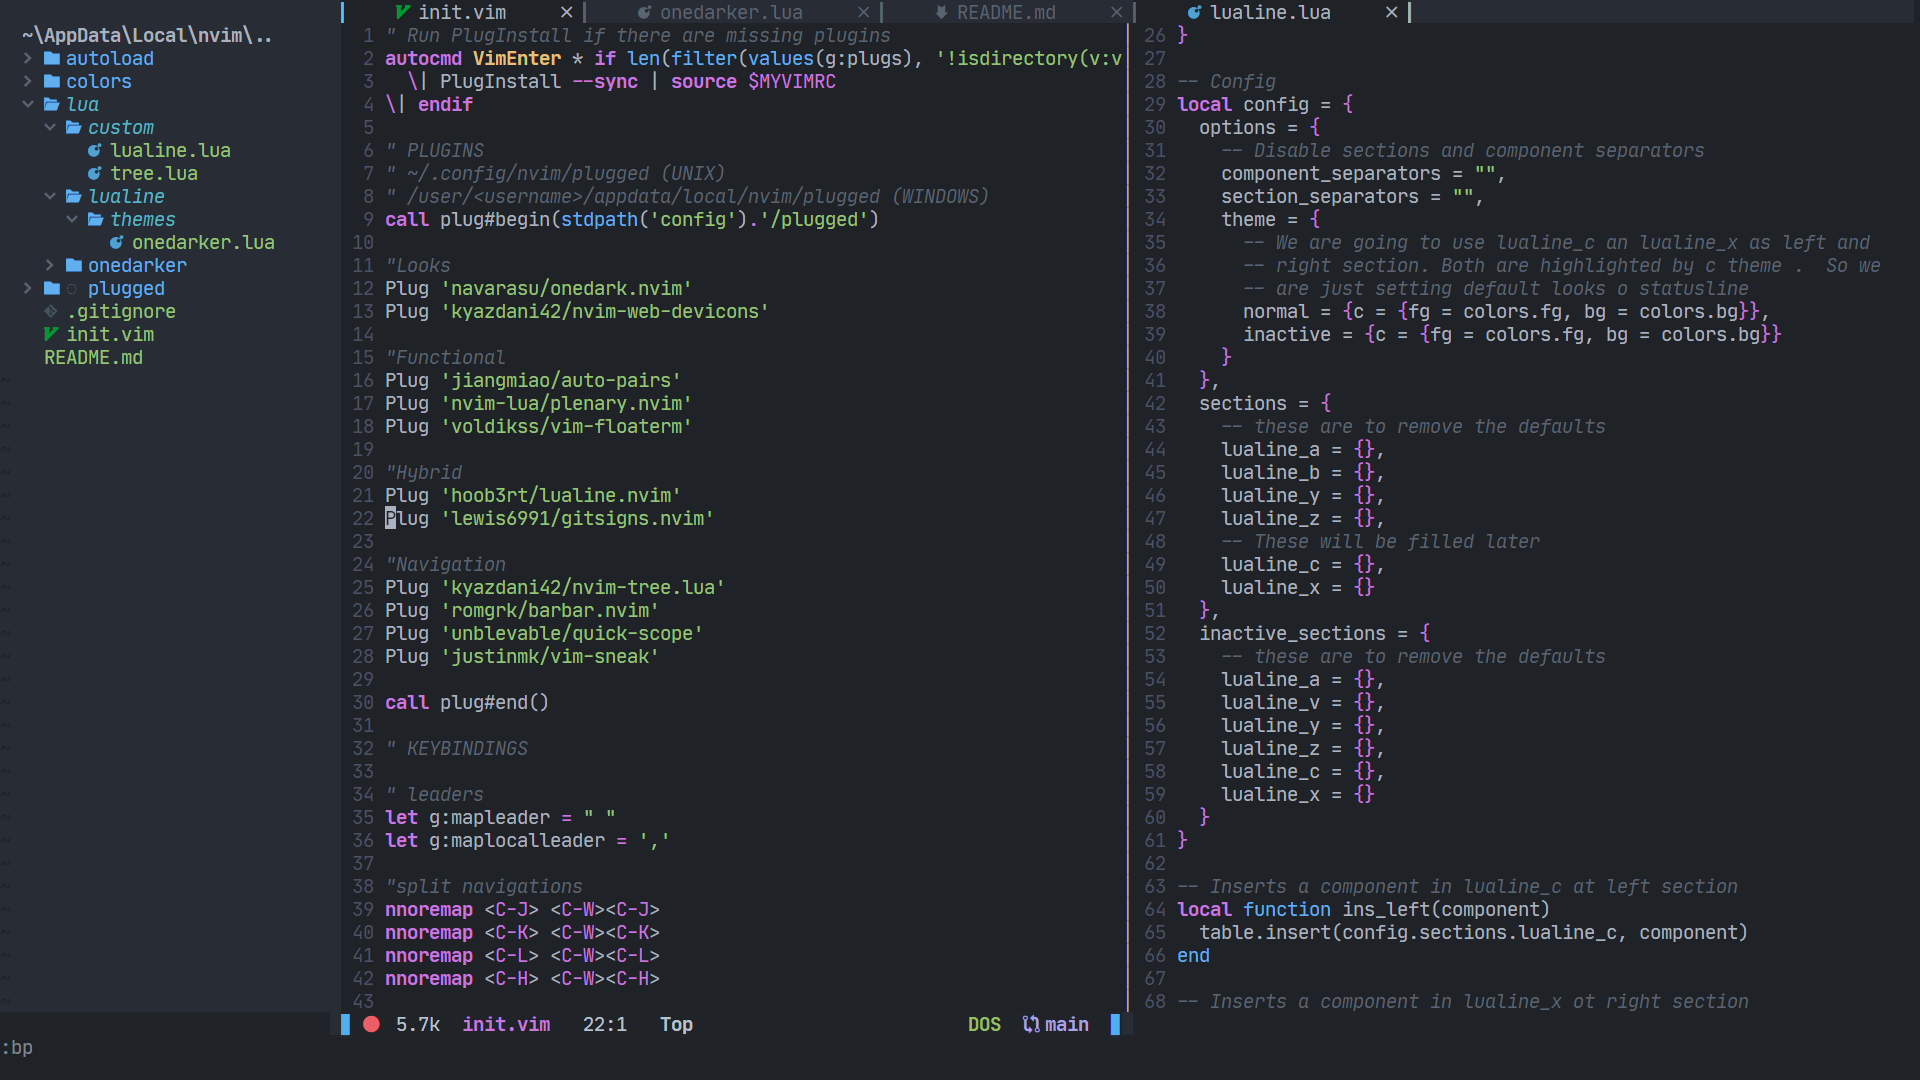 ~\AppData\Local\nvim\..
autoload
colors
lua
custom
lualine.lua
tree.lua
lualine
themes
onedarker.lua
onedarker
plugged
.gitignore
init.vim
README.md
init.vim × onedarker.lua × README.md × lualine.lua ×
1 " Run PlugInstall if there are missing plugins
2 autocmd VimEnter * if len(filter(values(g:plugs), '!isdirectory(v:v
3   \| PlugInstall --sync | source $MYVIMRC
4 \| endif
5
6 " PLUGINS
7 " ~/.config/nvim/plugged (UNIX)
8 " /user/<username>/appdata/local/nvim/plugged (WINDOWS)
9 call plug#begin(stdpath('config').'/plugged')
10
11 "Looks
12 Plug 'navarasu/onedark.nvim'
13 Plug 'kyazdani42/nvim-web-devicons'
14
15 "Functional
16 Plug 'jiangmiao/auto-pairs'
17 Plug 'nvim-lua/plenary.nvim'
18 Plug 'voldikss/vim-floaterm'
19
20 "Hybrid
21 Plug 'hoob3rt/lualine.nvim'
22 Plug 'lewis6991/gitsigns.nvim'
23
24 "Navigation
25 Plug 'kyazdani42/nvim-tree.lua'
26 Plug 'romgrk/barbar.nvim'
27 Plug 'unblevable/quick-scope'
28 Plug 'justinmk/vim-sneak'
29
30 call plug#end()
31
32 " KEYBINDINGS
33
34 " leaders
35 let g:mapleader = " "
36 let g:maplocalleader = ','
37
38 "split navigations
39 nnoremap <C-J> <C-W><C-J>
40 nnoremap <C-K> <C-W><C-K>
41 nnoremap <C-L> <C-W><C-L>
42 nnoremap <C-H> <C-W><C-H>
43
26 }
27
28 -- Config
29 local config = {
30   options = {
31     -- Disable sections and component separators
32     component_separators = "",
33     section_separators = "",
34     theme = {
35       -- We are going to use lualine_c an lualine_x as left and
36       -- right section. Both are highlighted by c theme .  So we
37       -- are just setting default looks o statusline
38       normal = {c = {fg = colors.fg, bg = colors.bg}},
39       inactive = {c = {fg = colors.fg, bg = colors.bg}}
40     }
41   },
42   sections = {
43     -- these are to remove the defaults
44     lualine_a = {},
45     lualine_b = {},
46     lualine_y = {},
47     lualine_z = {},
48     -- These will be filled later
49     lualine_c = {},
50     lualine_x = {}
51   },
52   inactive_sections = {
53     -- these are to remove the defaults
54     lualine_a = {},
55     lualine_v = {},
56     lualine_y = {},
57     lualine_z = {},
58     lualine_c = {},
59     lualine_x = {}
60   }
61 }
62
63 -- Inserts a component in lualine_c at left section
64 local function ins_left(component)
65   table.insert(config.sections.lualine_c, component)
66 end
67
68 -- Inserts a component in lualine_x ot right section
5.7k init.vim 22:1 Top DOS main
:bp